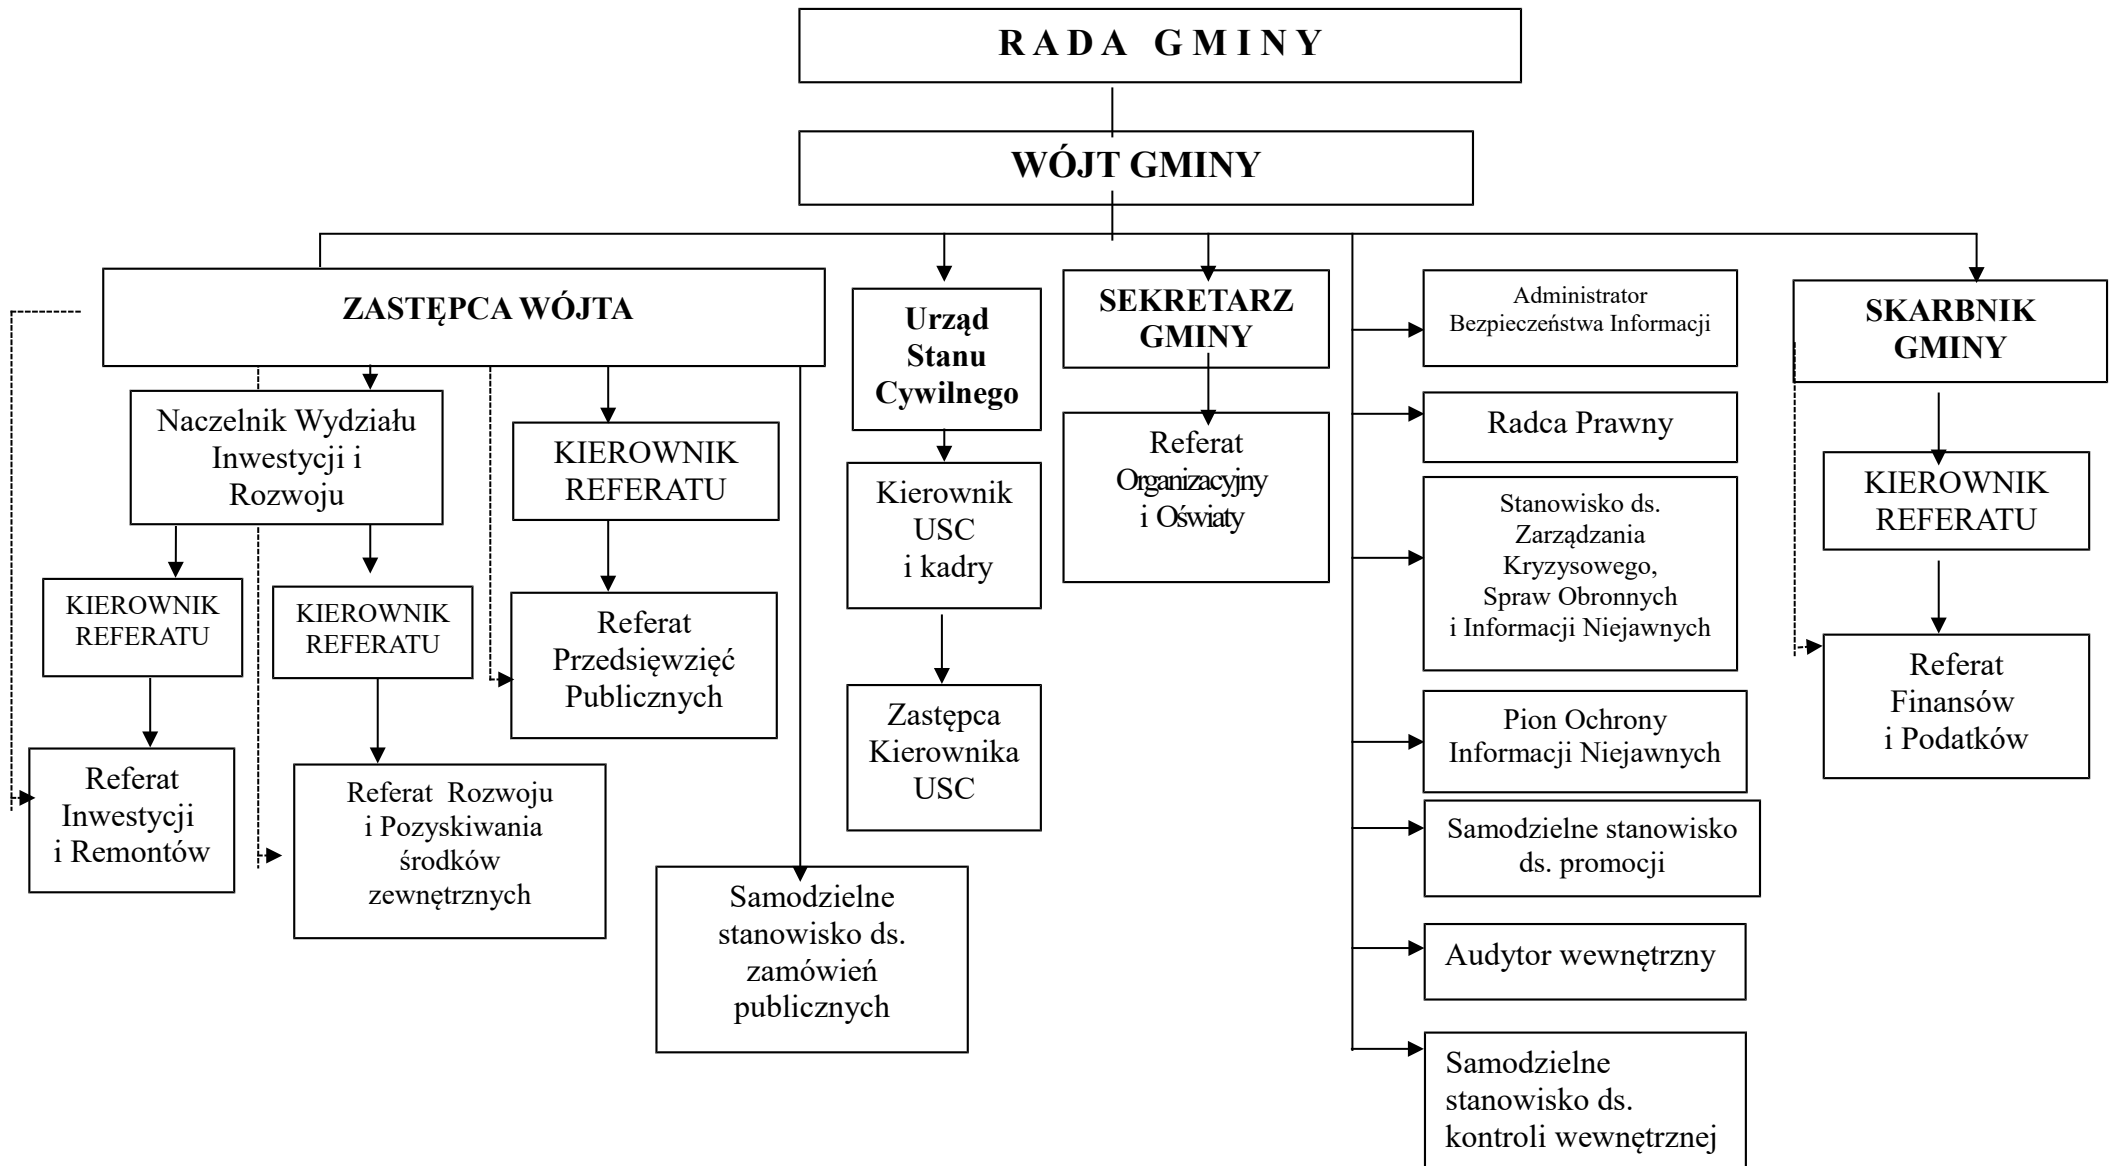 RADA GMINY
WÓJT GMINY
ZASTĘPCA WÓJTA
Naczelnik Wydziału
Inwestycji i
Rozwoju
KIEROWNIK
REFERATU
Referat
Inwestycji
i Remontów
KIEROWNIK
REFERATU
Referat Rozwoju
i Pozyskiwania
środków
zewnętrznych
KIEROWNIK
REFERATU
Referat
Przedsięwzięć
Publicznych
Samodzielne
stanowisko ds.
zamówień
publicznych
Urząd
Stanu
Cywilnego
Kierownik
USC
i kadry
Zastępca
Kierownika
USC
SEKRETARZ
GMINY
Referat
Organizacyjny
i Oświaty
Administrator
Bezpieczeństwa Informacji
Radca Prawny
Stanowisko ds.
Zarządzania
Kryzysowego,
Spraw Obronnych
i Informacji Niejawnych
Pion Ochrony
Informacji Niejawnych
Samodzielne stanowisko
ds. promocji
Audytor wewnętrzny
Samodzielne
stanowisko ds.
kontroli wewnętrznej
SKARBNIK
GMINY
KIEROWNIK
REFERATU
Referat
Finansów
i Podatków